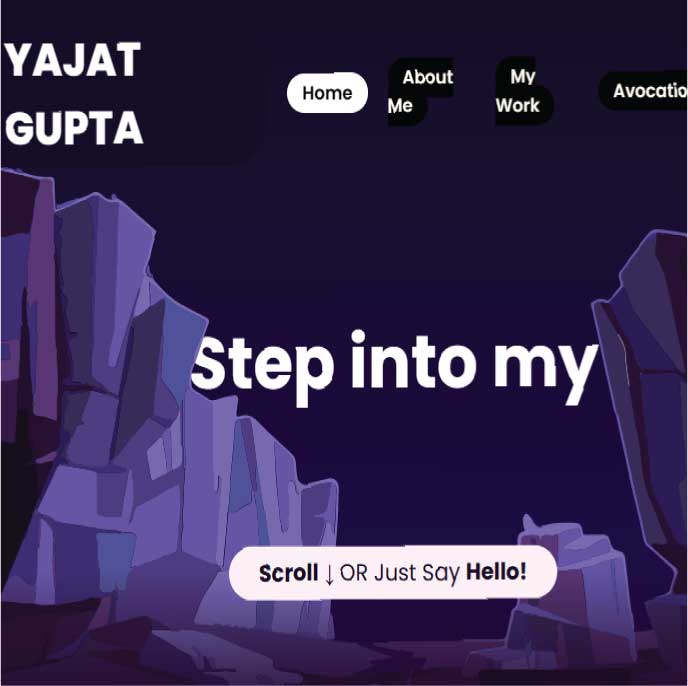 YAJAT
GUPTA
Home
About
Me
My
Work
Avocatio
Step into my
Scroll ↓ OR Just Say Hello!